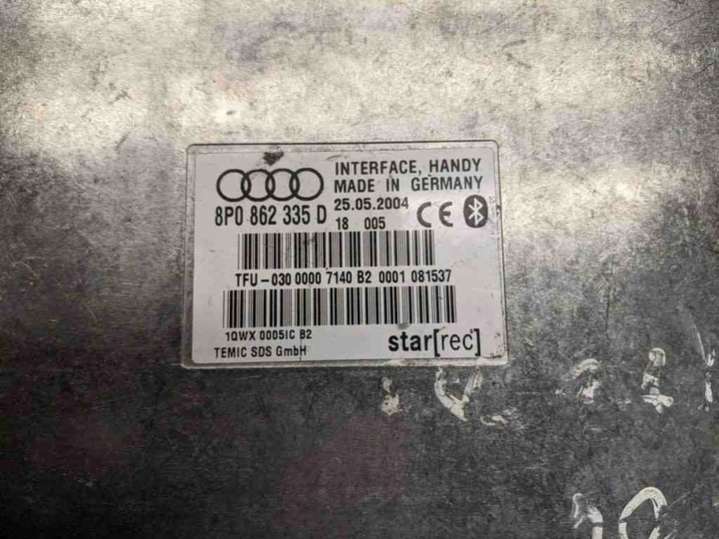 INTERFACE, HANDY
MADE IN GERMANY
8P0 862 335 D
25.05.2004
18 005
CE
TFU-030 0000 7140 B2 0001 081537
1QWX 0005IC B2
TEMIC SDS GmbH
star[rec]